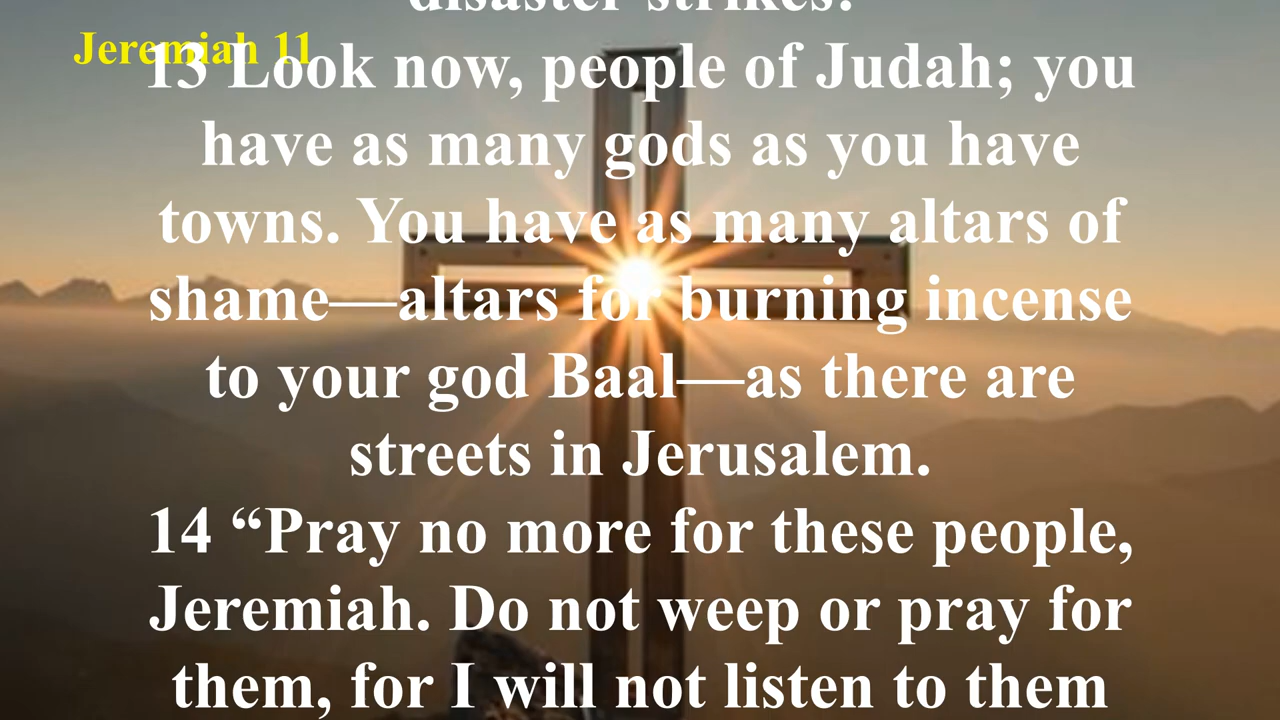 disaster strikes!
Jeremiah 11
13 Look now, people of Judah; you
have as many gods as you have
towns. You have as many altars of
shame—altars for burning incense
to your god Baal—as there are
streets in Jerusalem.
14 “Pray no more for these people,
Jeremiah. Do not weep or pray for
them, for I will not listen to them